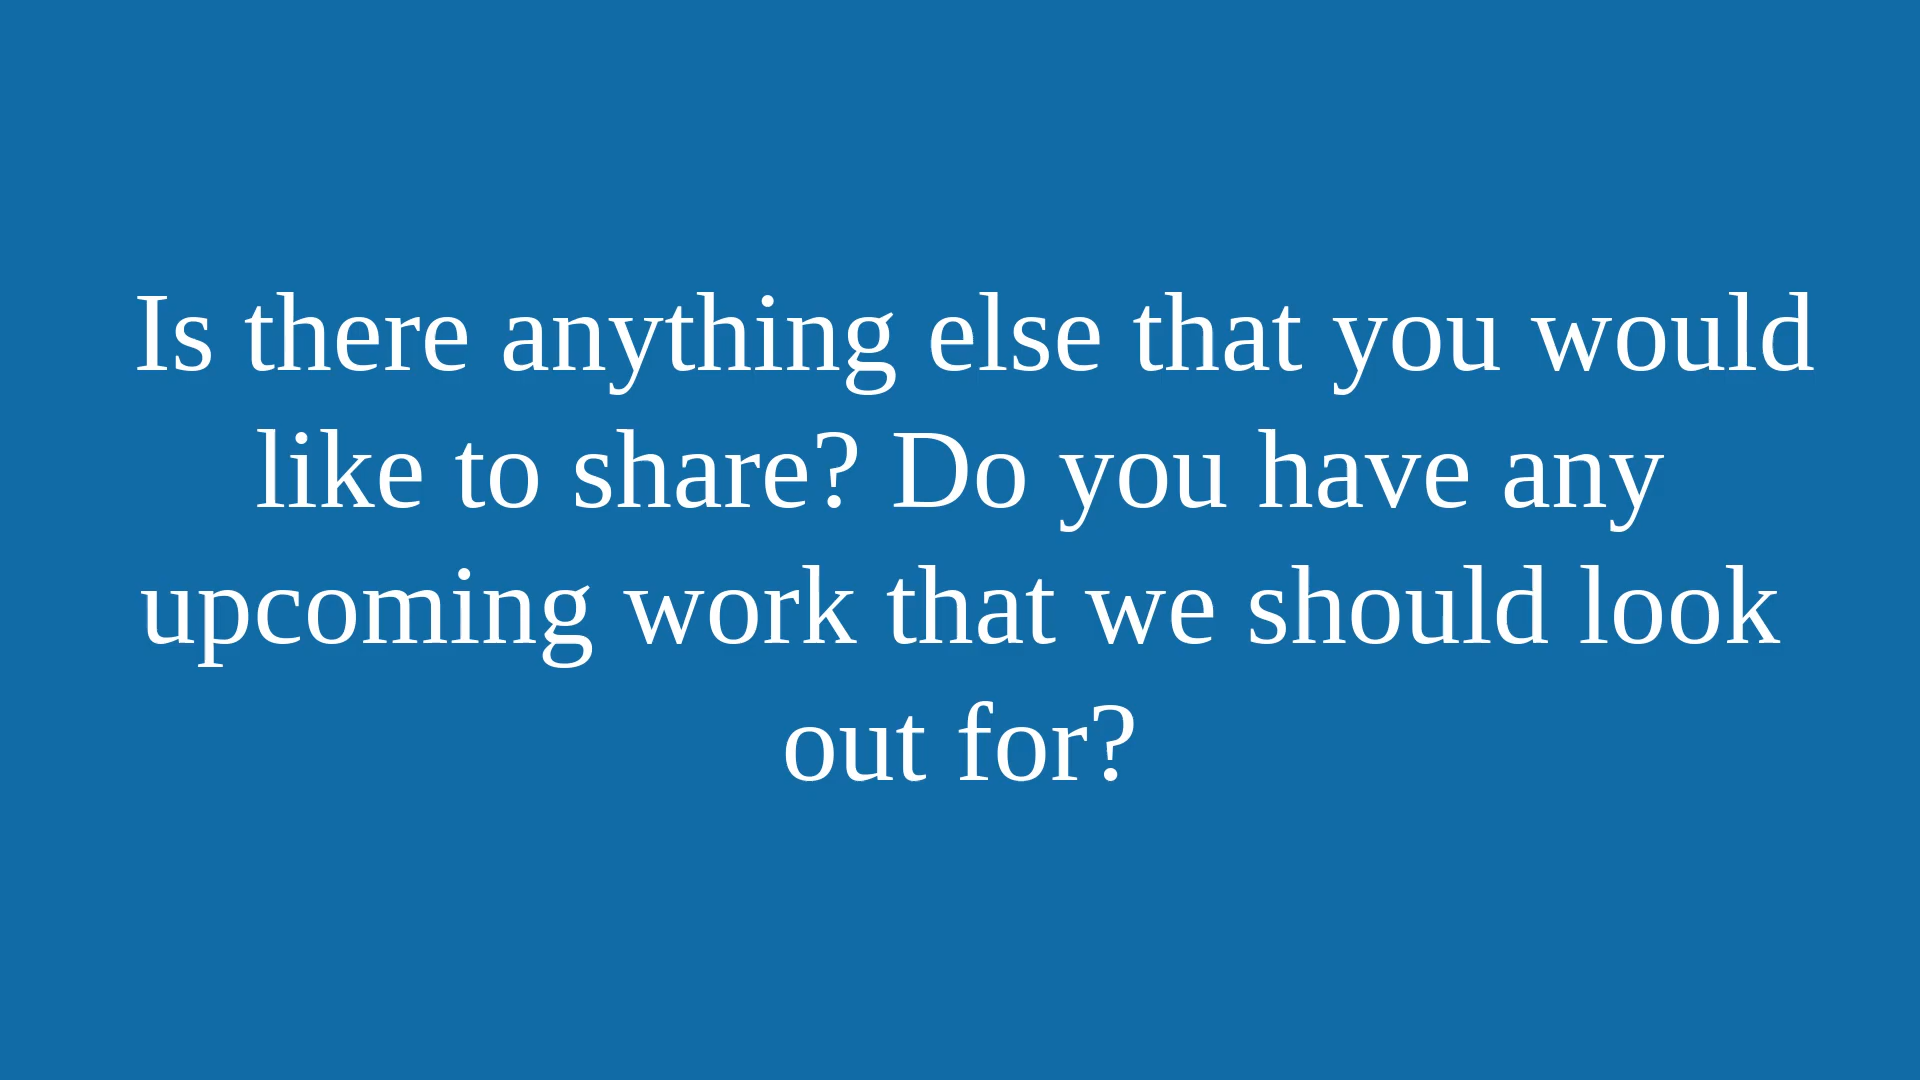 Is there anything else that you would
like to share? Do you have any
upcoming work that we should look
out for?